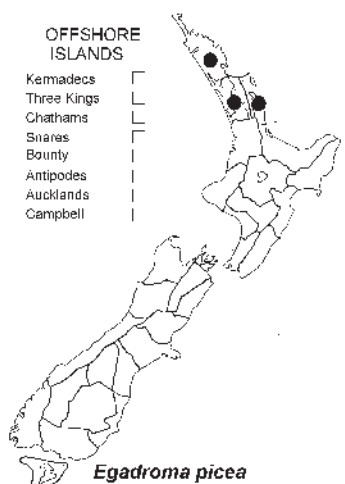 OFFSHORE
ISLANDS
Kermadecs
Three Kings
Chathams
Snares
Bounty
Antipodes
Aucklands
Campbell
Egadroma picea